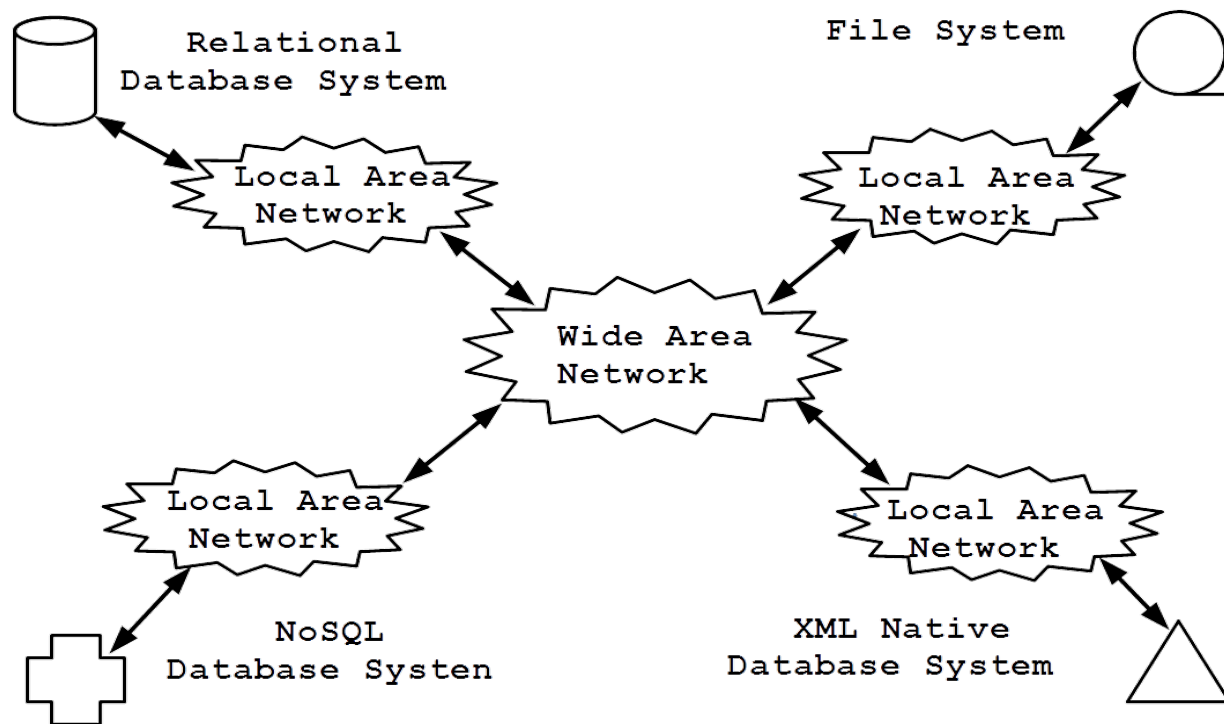 Relational
Database System
File System
Local Area
Network
Local Area
Network
Wide Area
Network
Local Area
Network
Local Area
Network
NoSQL
Database Systen
XML Native
Database System